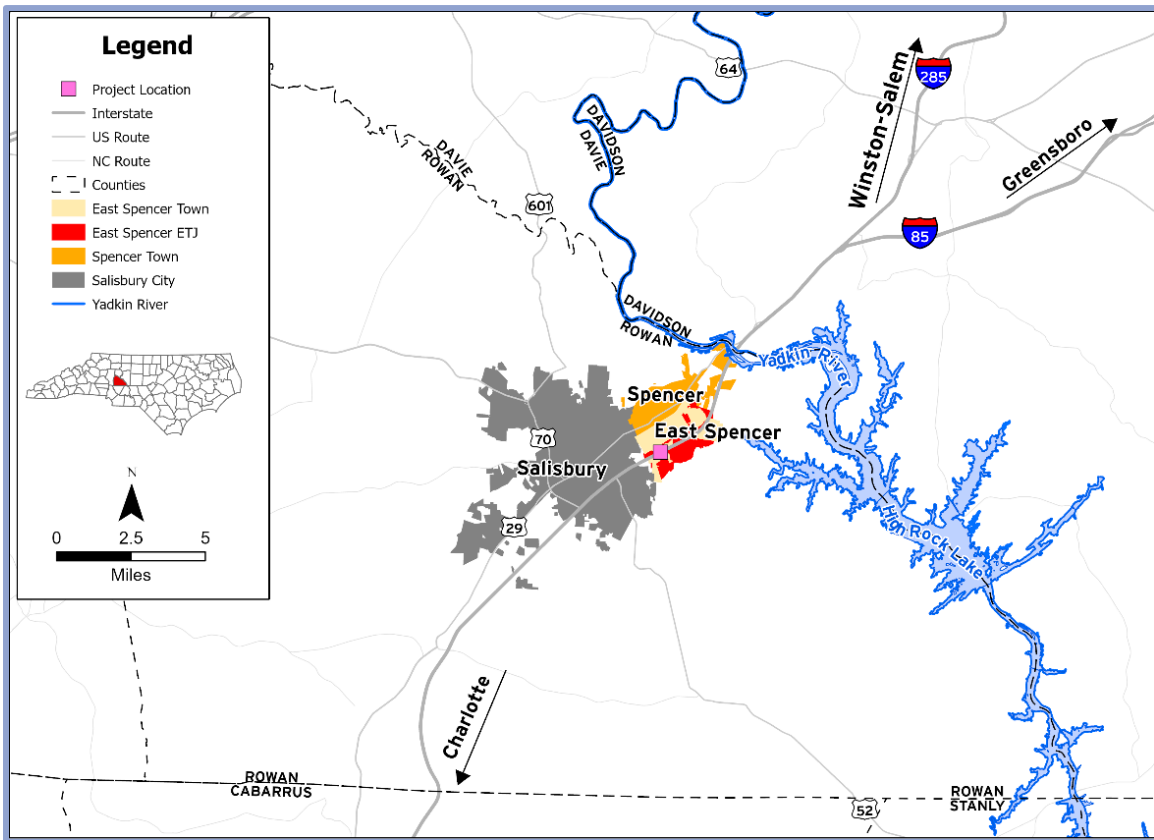 Legend
Project Location
Interstate
US Route
NC Route
Counties
East Spencer Town
East Spencer ETJ
Spencer Town
Salisbury City
Yadkin River
N
0 2.5 5
Miles
64
285
Winston-Salem
Greensboro
85
DAVIDSON
DAVIE
DAVIE
ROWAN
601
DAVIDSON
ROWAN
Yadkin River
Spencer
East Spencer
70
Salisbury
29
High Rock Lake
Charlotte
ROWAN
CABARRUS
52
ROWAN
STANLY